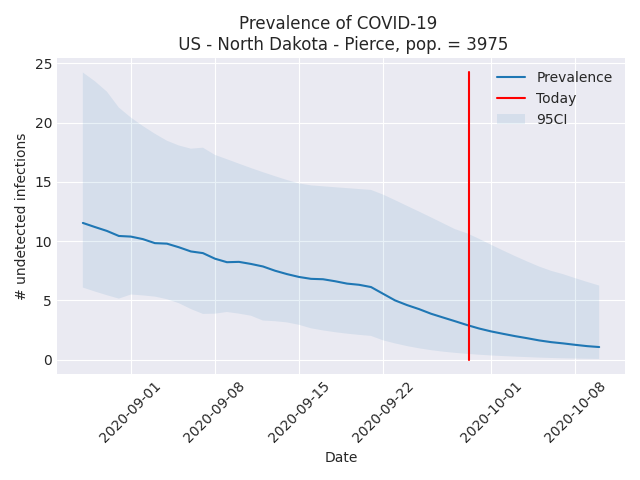 Prevalence of COVID-19
US - North Dakota - Pierce, pop. = 3975
25
20
15
10
5
0
# undetected infections
Prevalence
Today
95CI
2020-09-01
2020-09-08
2020-09-15
2020-09-22
2020-10-01
2020-10-08
Date